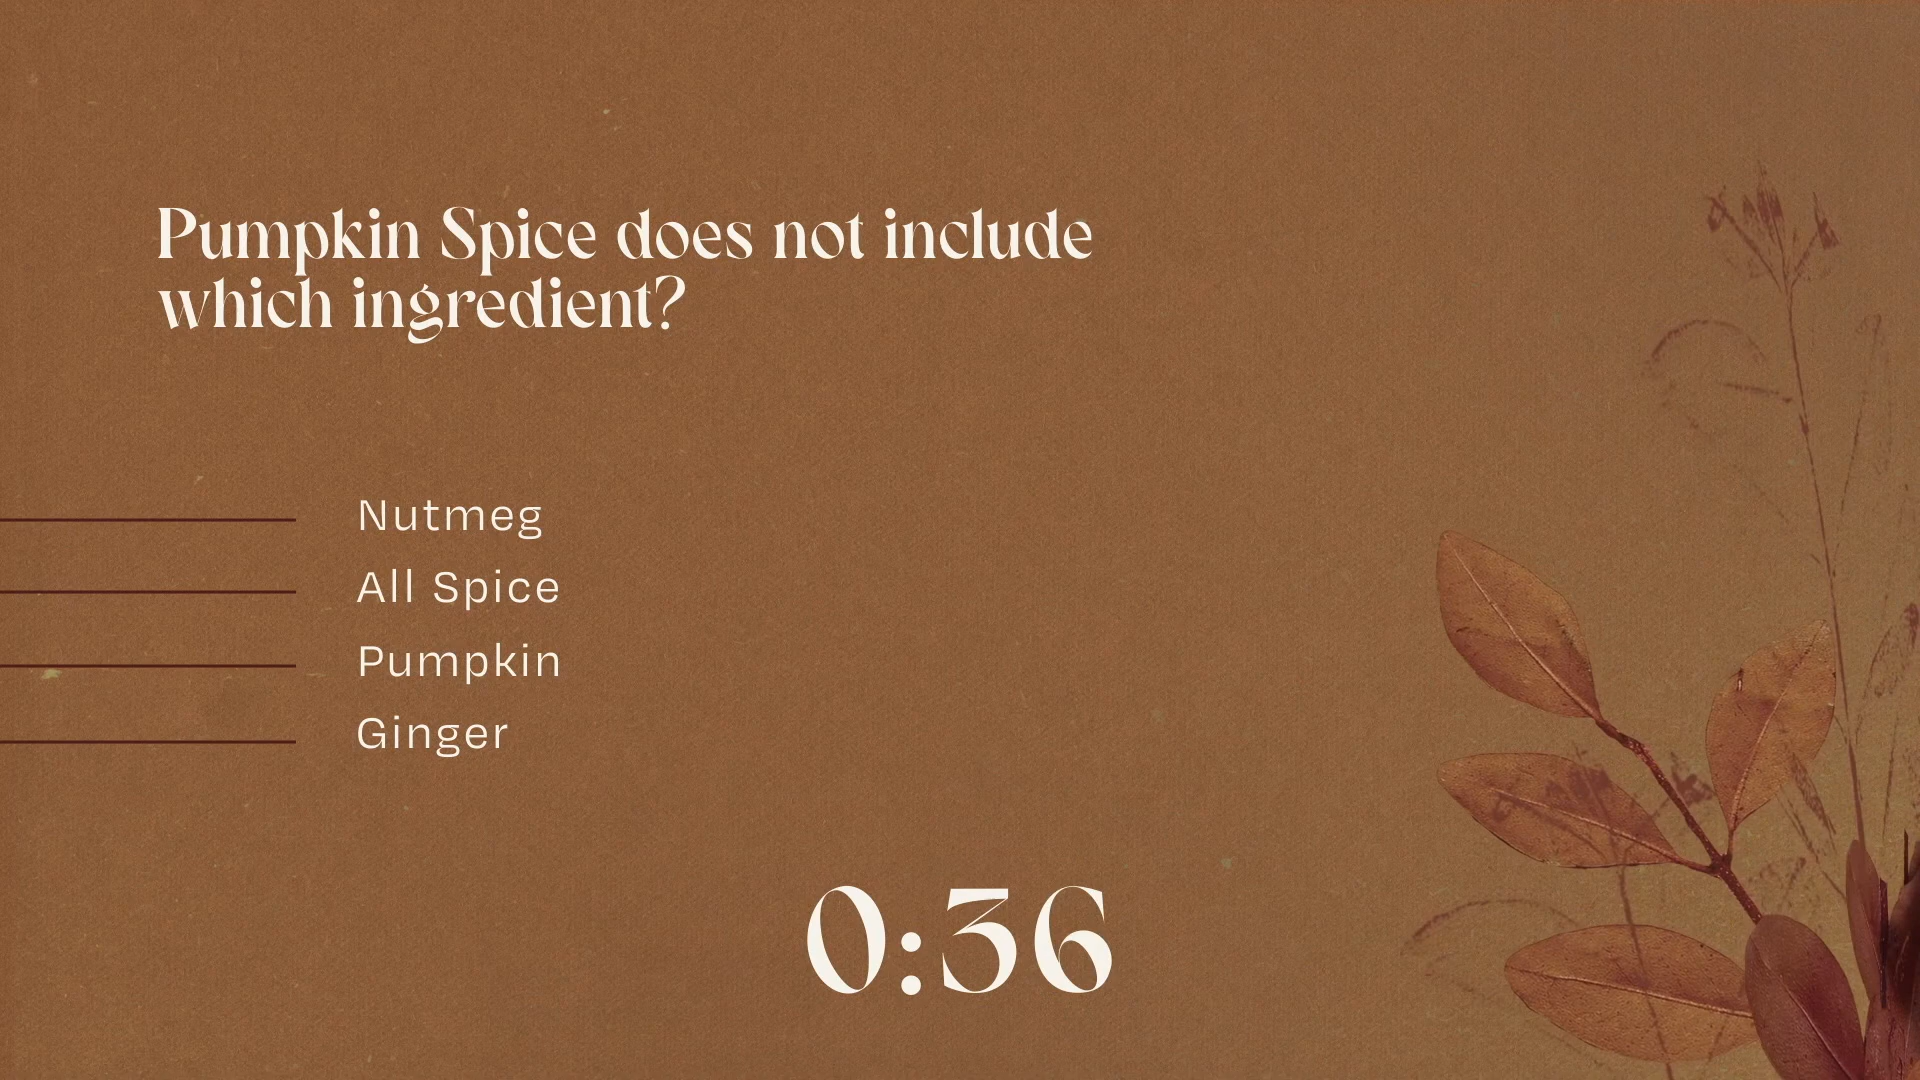 Pumpkin Spice does not include
which ingredient?
Nutmeg
All Spice
Pumpkin
Ginger
0:36